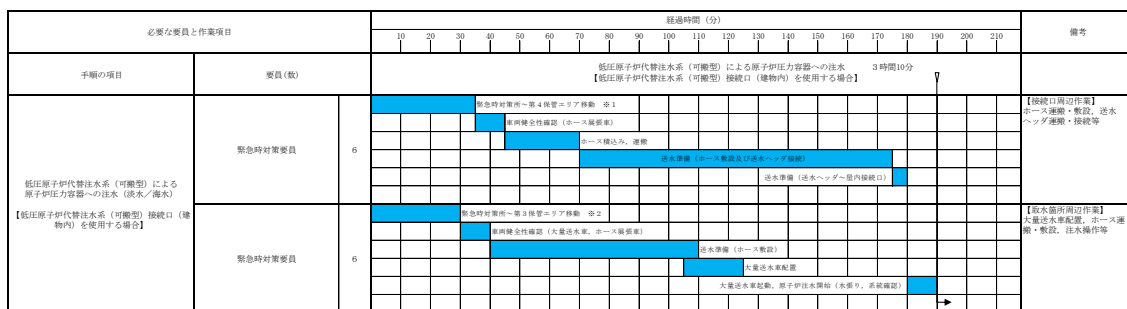 必要な要員と作業項目
経過時間（分）
備考
10 20 30 40 50 60 70 80 90 100 110 120 130 140 150 160 170 180 190 200 210
手順の項目
要員(数)
低圧原子炉代替注水系（可搬型）による原子炉圧力容器への注水 3時間10分
【低圧原子炉代替注水系（可搬型）接続口（建物内）を使用する場合】
低圧原子炉代替注水系（可搬型）による
原子炉圧力容器への注水（淡水／海水）
【低圧原子炉代替注水系（可搬型）接続口（建
物内）を使用する場合】
緊急時対策要員
6
緊急時対策所～第４保管エリア移動 ※１
車両健全性確認（ホース展張車）
ホース積込み，運搬
送水準備（ホース敷設及び送水ヘッダ接続）
送水準備（送水ヘッダ～屋内接続口）
【接続口周辺作業】
ホース運搬・敷設，送水
ヘッダ運搬・接続等
緊急時対策要員
6
緊急時対策所～第３保管エリア移動 ※２
車両健全性確認（大量送水車，ホース展張車）
送水準備（ホース敷設）
大量送水車配置
大量送水車起動，原子炉注水開始（水張り，系統確認）
【取水箇所周辺作業】
大量送水車配置，ホース運
搬・敷設，注水操作等